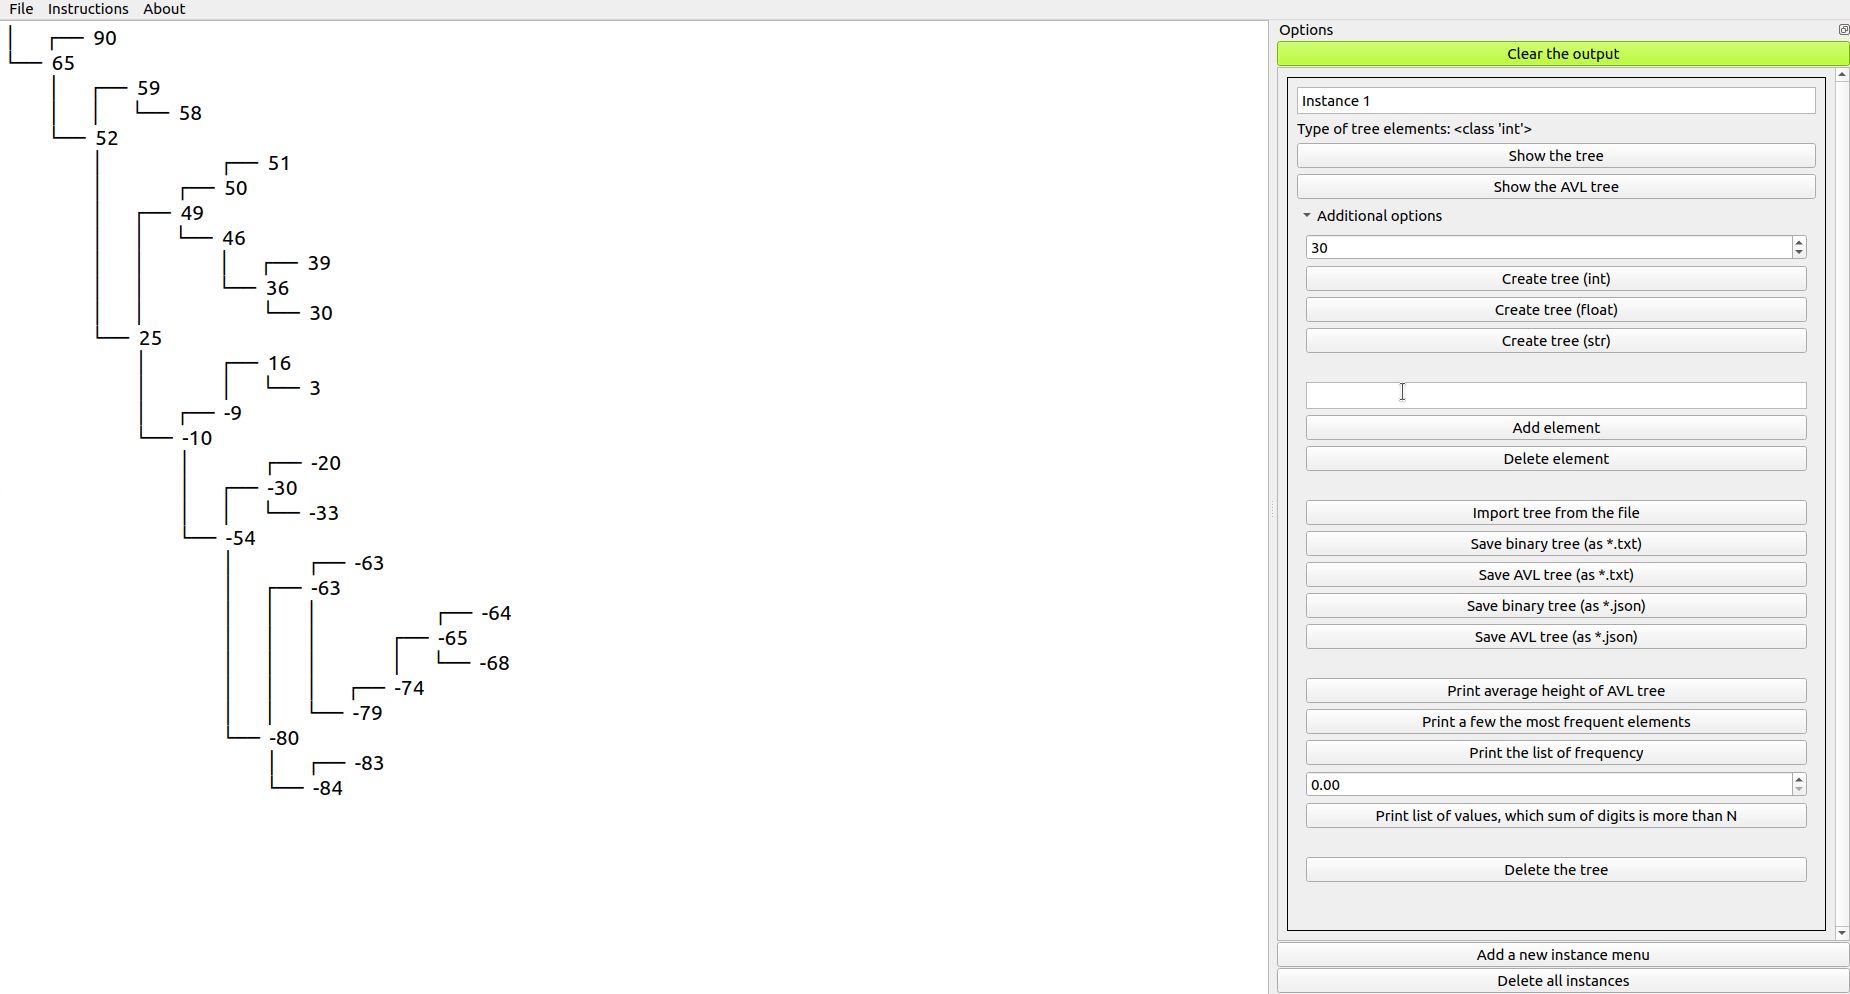 File Instructions About
90
65
59
58
52
51
50
49
46
39
36
30
25
16
3
-9
-10
-20
-30
-33
-54
-63
-63
-64
-65
-68
-74
-79
-80
-83
-84
Options
Clear the output
Instance 1
Type of tree elements: <class 'int'>
Show the tree
Show the AVL tree
Additional options
30
Create tree (int)
Create tree (float)
Create tree (str)
Add element
Delete element
Import tree from the file
Save binary tree (as *.txt)
Save AVL tree (as *.txt)
Save binary tree (as *.json)
Save AVL tree (as *.json)
Print average height of AVL tree
Print a few the most frequent elements
Print the list of frequency
0.00
Print list of values, which sum of digits is more than N
Delete the tree
Add a new instance menu
Delete all instances